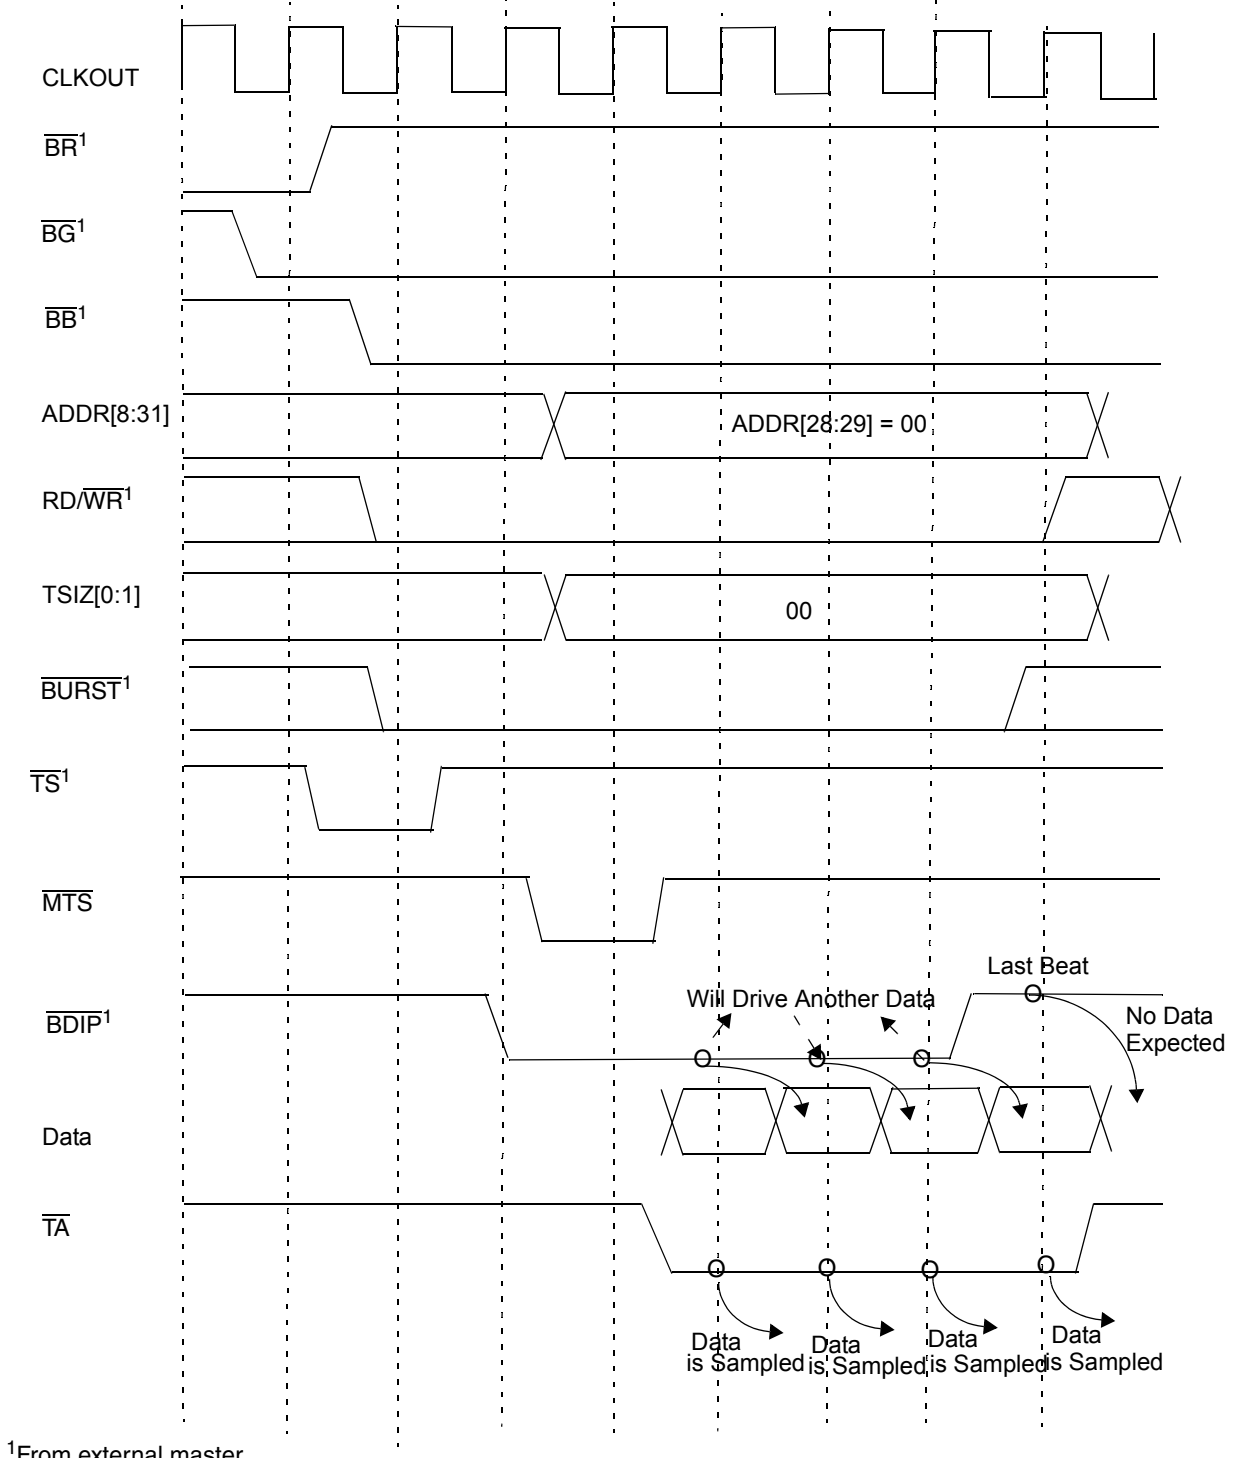 CLKOUT
BR1
BG1
BB1
ADDR[8:31]
ADDR[28:29] = 00
RD/WR1
TSIZ[0:1]
00
BURST1
TS1
MTS
Last Beat
Will Drive Another Data
BDIP1
No Data
Expected
Data
TA
Data
is Sampled
Data
is Sampled
Data
is Sampled
Data
is Sampled
1From external master